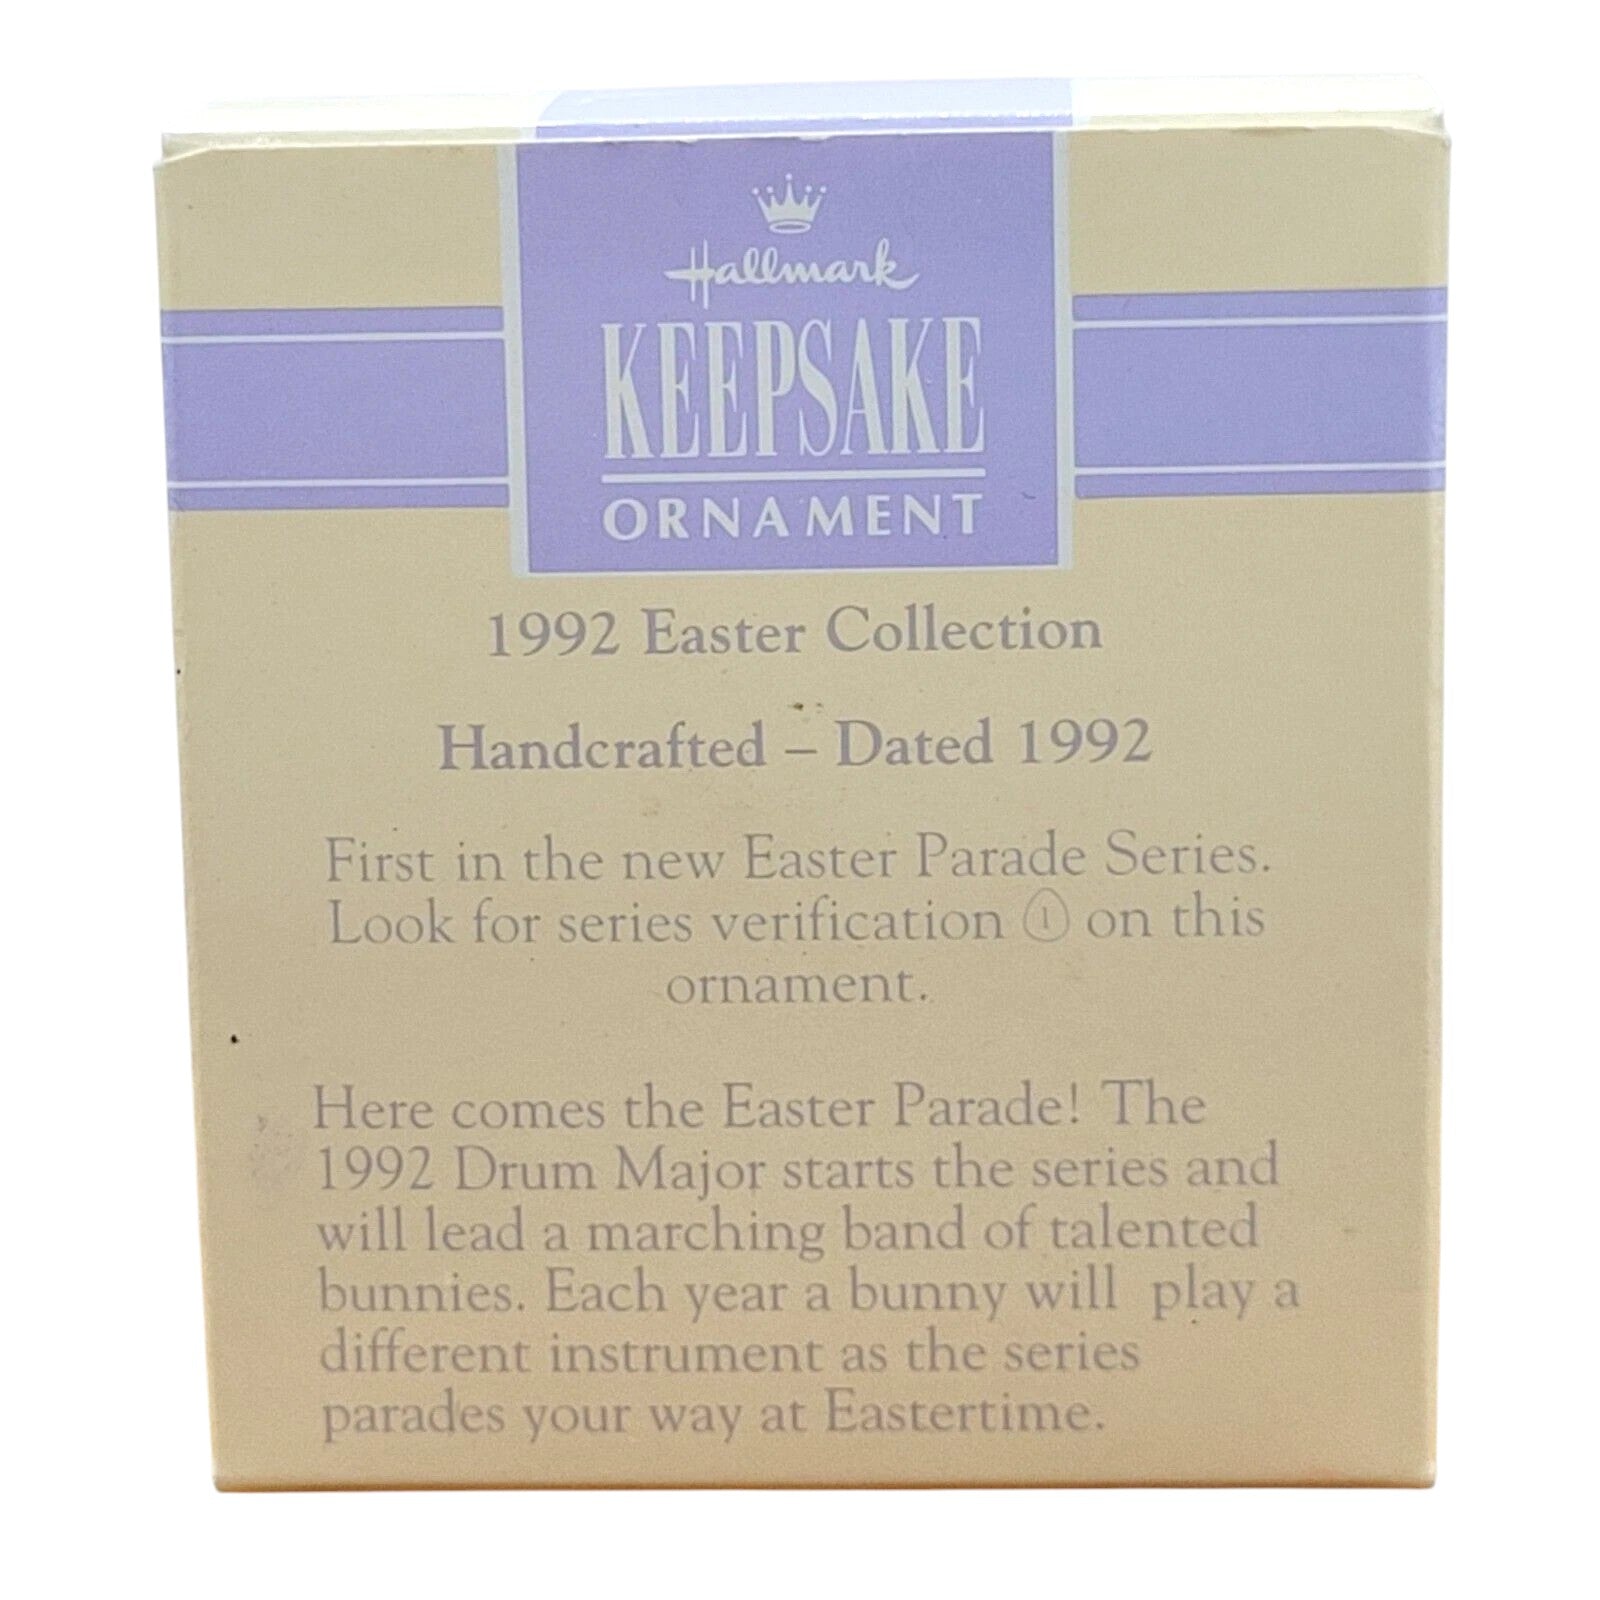 Hallmark
KEEPSAKE
ORNAMENT
1992 Easter Collection
Handcrafted – Dated 1992
First in the new Easter Parade Series.
Look for series verification 1 on this
ornament.
Here comes the Easter Parade! The
1992 Drum Major starts the series and
will lead a marching band of talented
bunnies. Each year a bunny will play a
different instrument as the series
parades your way at Eastertime.